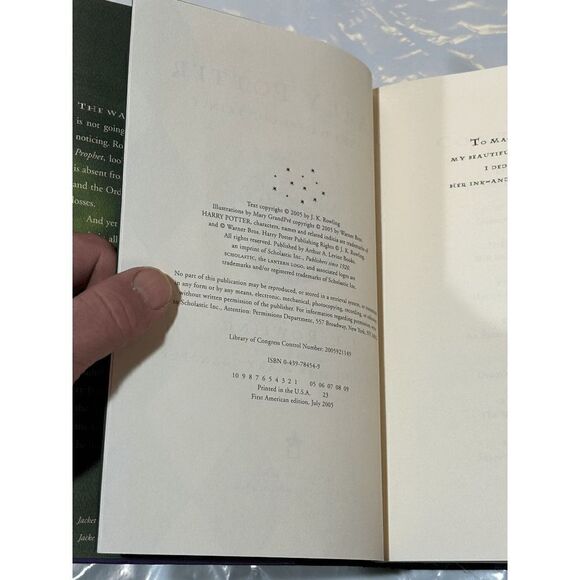 THE WA
is not going
noticing. Ro
Prophet, loo
is absent fro
and the Ord
losses.
And yet
in all
Jacket
Jacke
Text copyright © 2005 by J. K. Rowling
Illustrations by Mary GrandPré copyright © 2005 by Warner Bros.
HARRY POTTER, characters, names and related indicia are trademarks of
and © Warner Bros. Harry Potter Publishing Rights © J. K. Rowling.
All rights reserved. Published by Arthur A. Levine Books,
an imprint of Scholastic Inc., Publishers since 1920.
SCHOLASTIC, THE LANTERN LOGO, and associated logos are
trademarks and/or registered trademarks of Scholastic Inc.
No part of this publication may be reproduced, or stored in a retrieval system, or transmitted
in any form or by any means, electronic, mechanical, photocopying, recording, or otherwise,
without written permission of the publisher. For information regarding permission, write
to Scholastic Inc., Attention: Permissions Department, 557 Broadway, New York, NY
Library of Congress Control Number: 2005921149
ISBN 0-439-78454-9
10 9 8 7 6 5 4 3 2 1 05 06 07 08 09
Printed in the U.S.A. 23
First American edition, July 2005
TO MA
MY BEAUTIFU
I DED
HER INK-AND